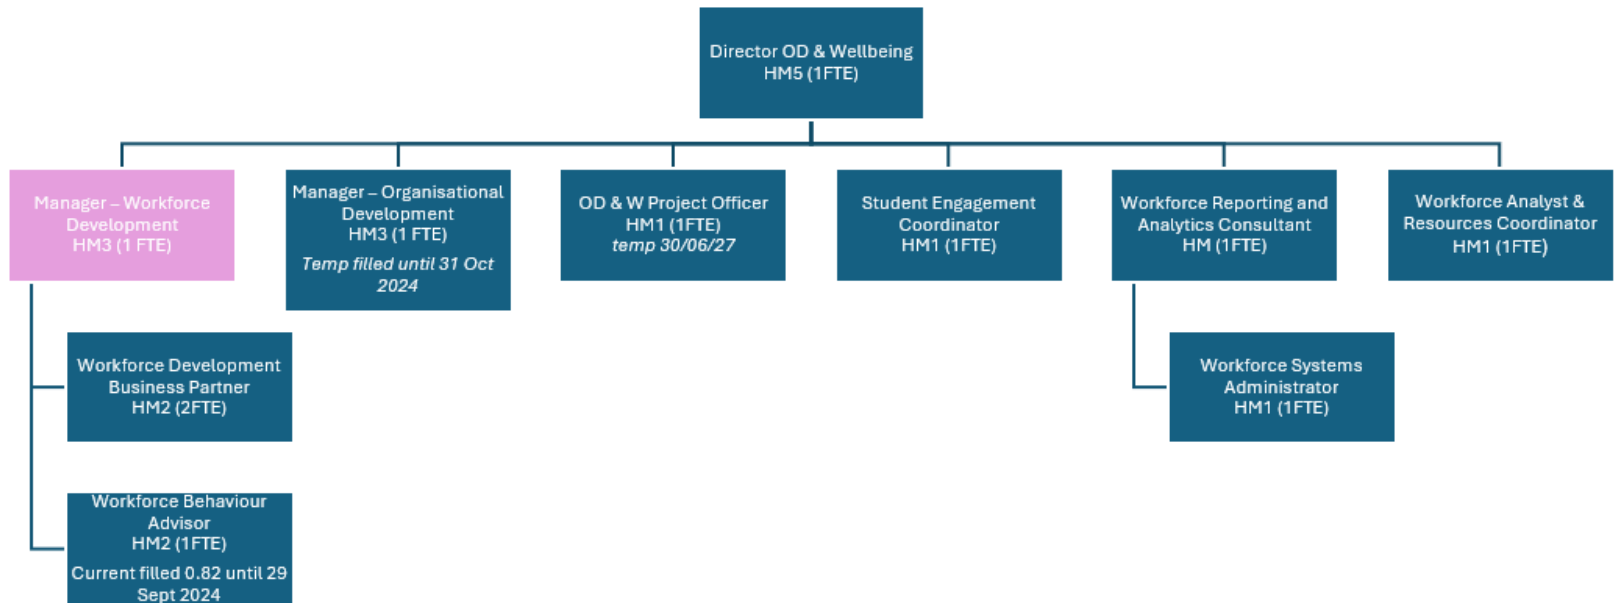 Director OD & Wellbeing
HM5 (1FTE)
Manager – Workforce
Development
HM3 (1 FTE)
Manager – Organisational
Development
HM3 (1 FTE)
Temp filled until 31 Oct
2024
OD & W Project Officer
HM1 (1FTE)
temp 30/06/27
Student Engagement
Coordinator
HM1 (1FTE)
Workforce Reporting and
Analytics Consultant
HM (1FTE)
Workforce Analyst &
Resources Coordinator
HM1 (1FTE)
Workforce Development
Business Partner
HM2 (2FTE)
Workforce Systems
Administrator
HM1 (1FTE)
Workforce Behaviour
Advisor
HM2 (1FTE)
Current filled 0.82 until 29
Sept 2024